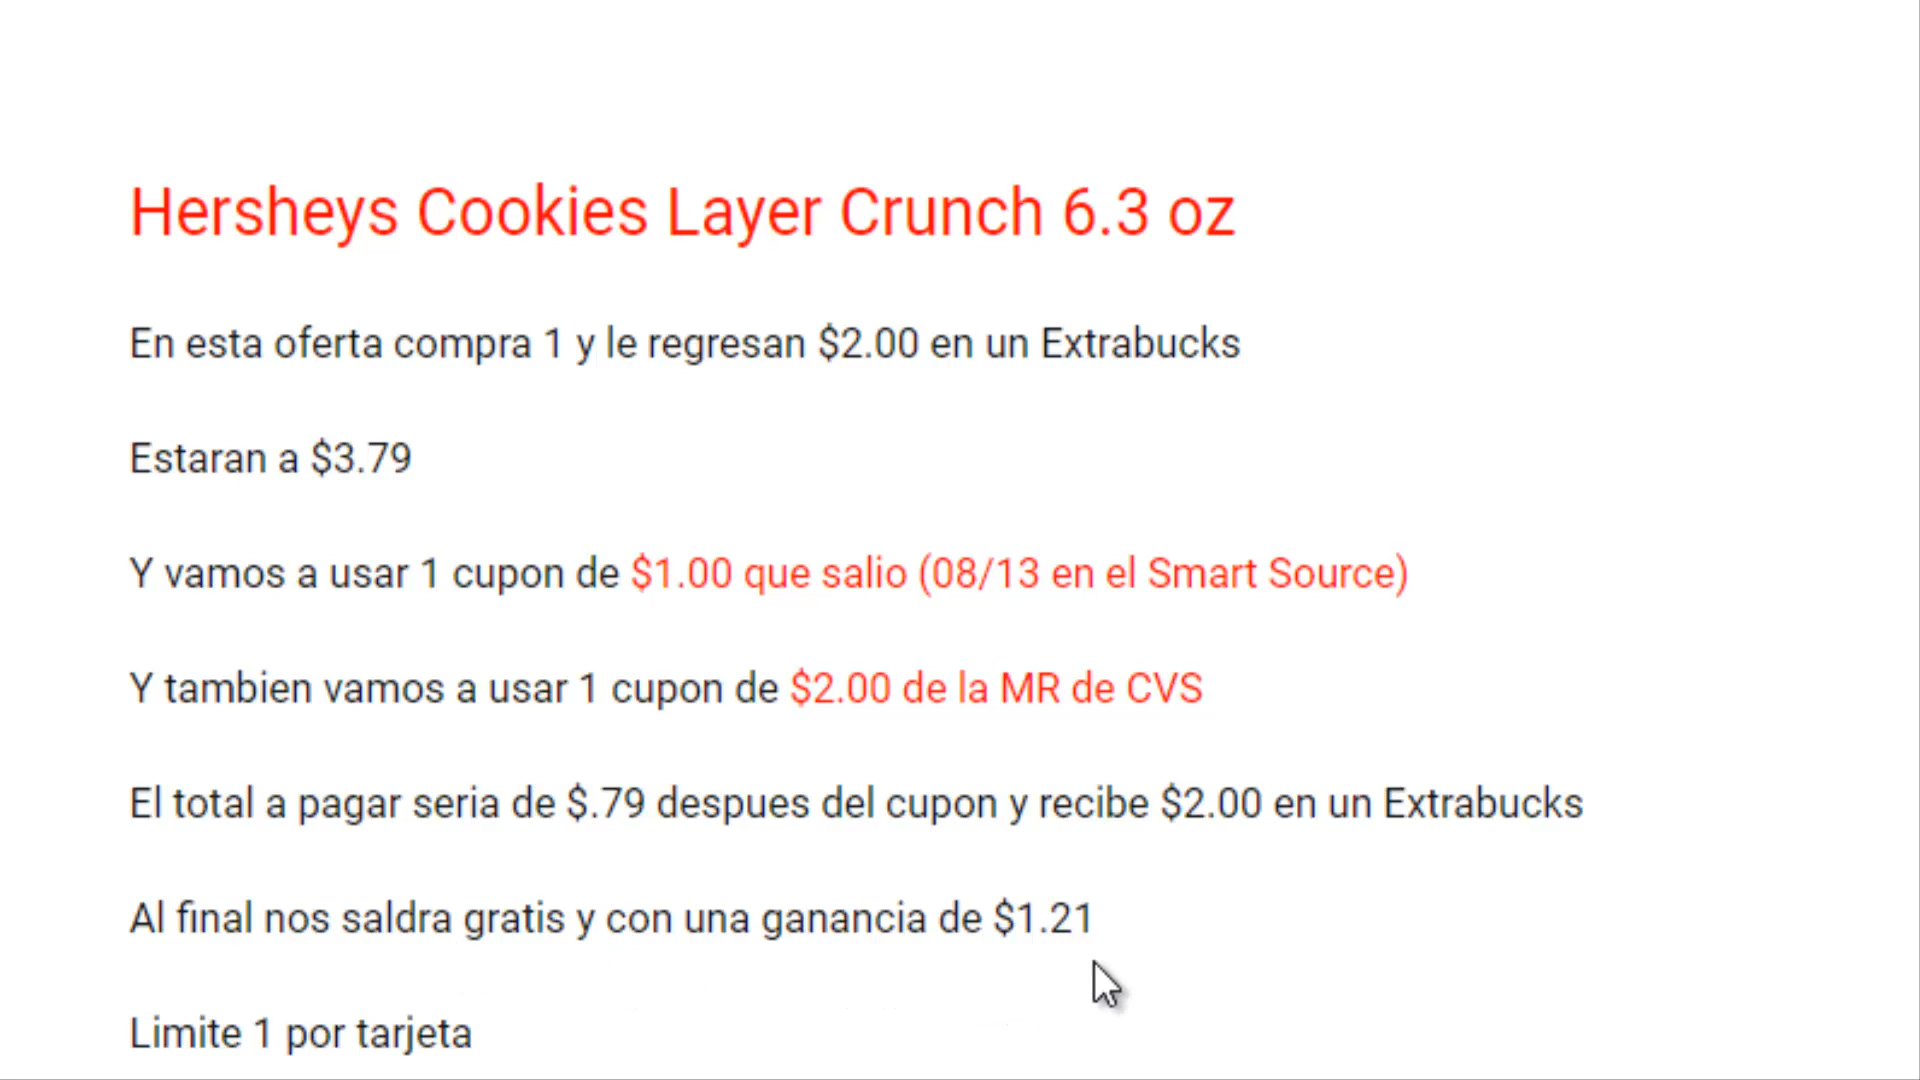 Hersheys Cookies Layer Crunch 6.3 oz
En esta oferta compra 1 y le regresan $2.00 en un Extrabucks
Estaran a $3.79
Y vamos a usar 1 cupon de $1.00 que salio (08/13 en el Smart Source)
Y tambien vamos a usar 1 cupon de $2.00 de la MR de CVS
El total a pagar seria de $.79 despues del cupon y recibe $2.00 en un Extrabucks
Al final nos saldra gratis y con una ganancia de $1.21
Limite 1 por tarjeta